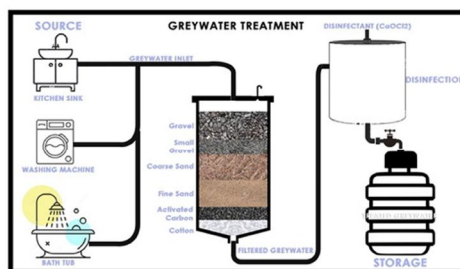 GREYWATER TREATMENT
SOURCE
KITCHEN SINK
WASHING MACHINE
BATH TUB
GREYWATER INLET
Gravel
Small
Gravel
Coarse Sand
Fine Sand
Activated
Carbon
Cotton
FILTERED GREYWATER
DISINFECTANT (CaOCl2)
DISINFECTION
STORAGE